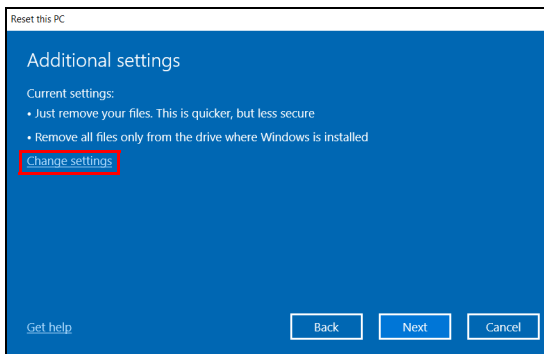 Reset this PC
Additional settings
Current settings:
• Just remove your files. This is quicker, but less secure
• Remove all files only from the drive where Windows is installed
Change settings
Get help
Back
Next
Cancel